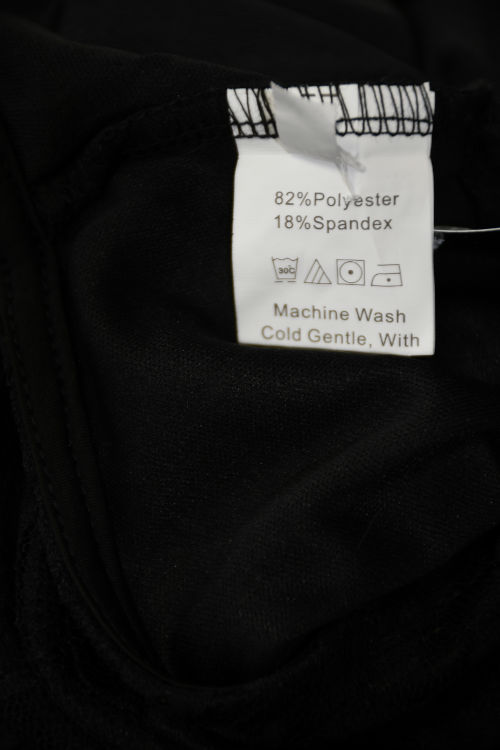 82%Polyester
18%Spandex
30℃
Machine Wash
Cold Gentle, With